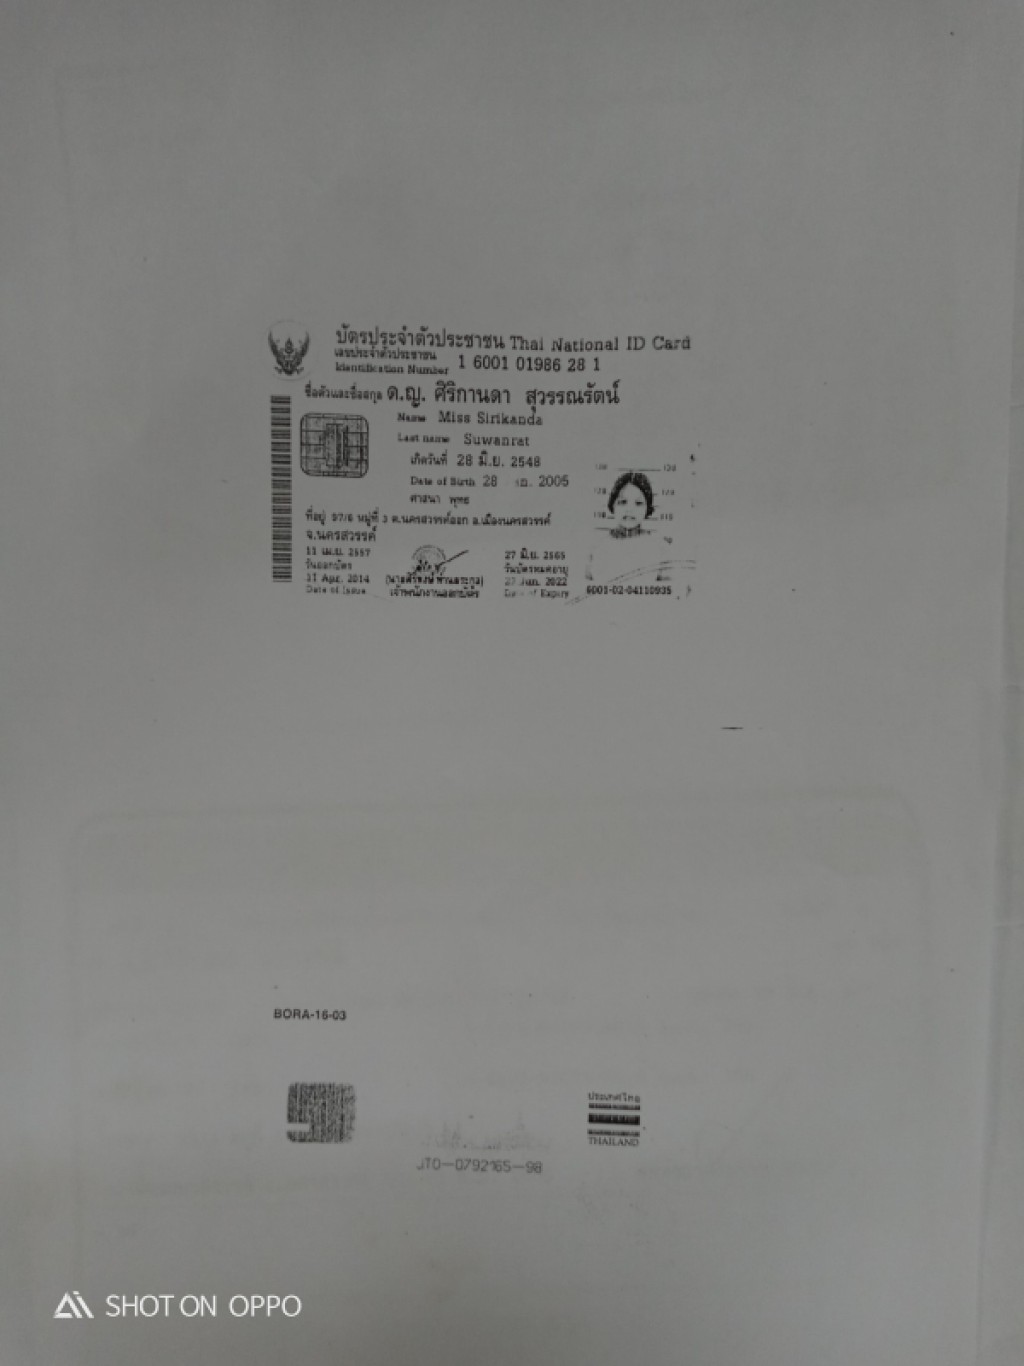 บัตรประจำตัวประชาชน Thai National ID Card
เลขประจำตัวประชาชน
Identification Number 1 6001 01986 28 1
ชื่อตัวและชื่อสกุล ด.ญ. ศิริกานดา สุวรรณรัตน์
Name Miss Sirikanda
Last name Suwanrat
เกิดวันที่ 28 มิ.ย. 2548
Date of Birth 28 2005
ศาสนา พุทธ
ที่อยู่ 97/6 หมู่ที่ 3 ต.นครสวรรค์ออก อ.เมืองนครสวรรค์
จ.นครสวรรค์
11 เม.ย. 2557
วันออกบัตร
11 Apr. 2014
Date of Issue
เจ้าพนักงานออกบัตร
27 มิ.ย. 2565
วันบัตรหมดอายุ
27 Jun. 2022
Date of Expiry
6001-02-04110935
BORA-16-03
ประเทศไทย
THAILAND
JT0-0792165-98
SHOT ON OPPO